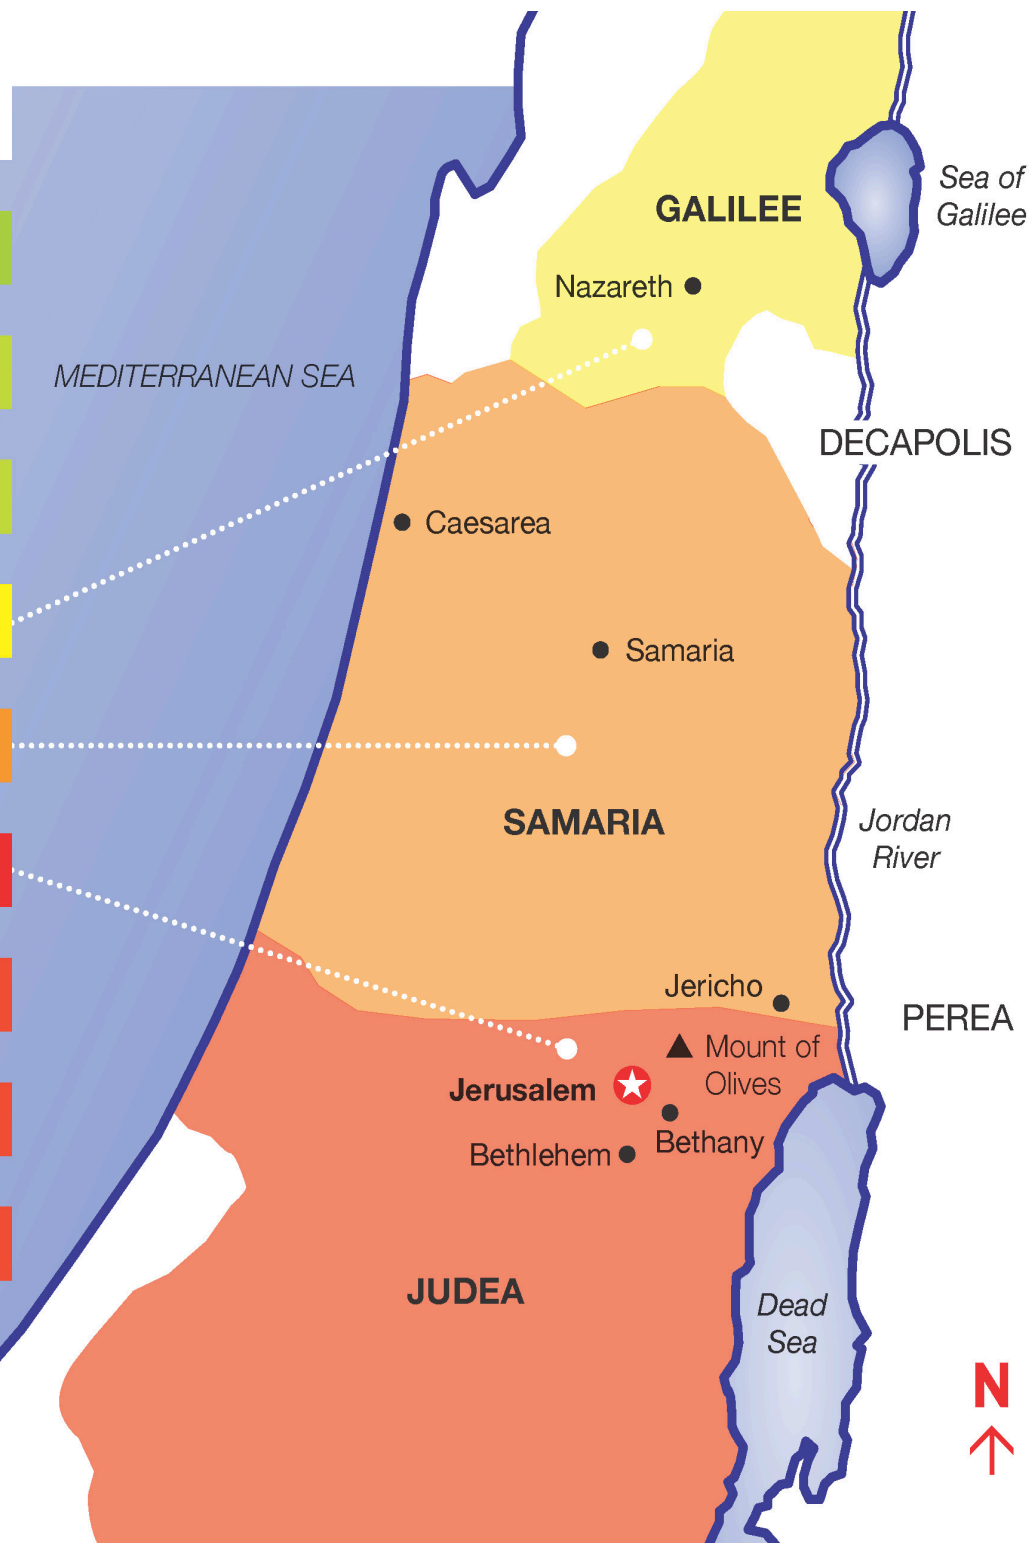 Sea of
Galilee
GALILEE
Nazareth
MEDITERRANEAN SEA
DECAPOLIS
Caesarea
Samaria
SAMARIA
Jordan
River
Jericho
PEREA
Mount of
Olives
Jerusalem
Bethany
Bethlehem
JUDEA
Dead
Sea
N